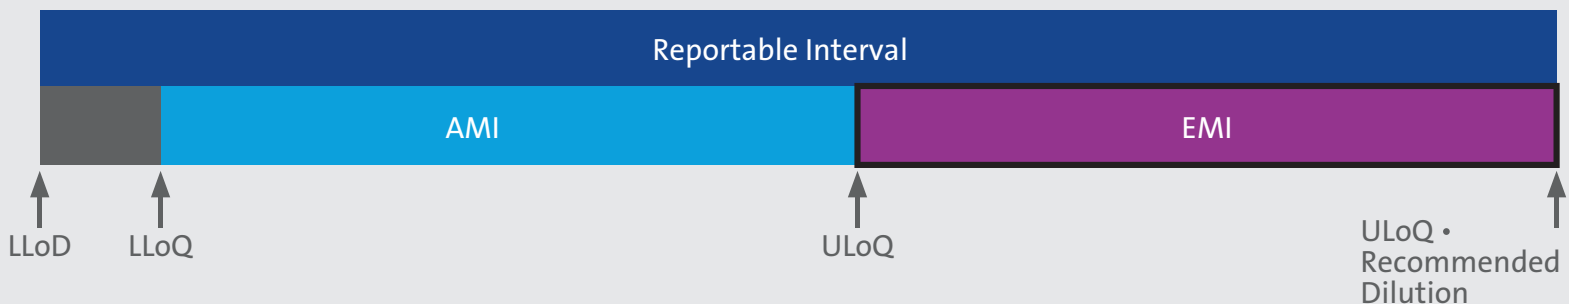 Reportable Interval
AMI
EMI
LLoD
LLoQ
ULoQ
ULoQ •
Recommended
Dilution